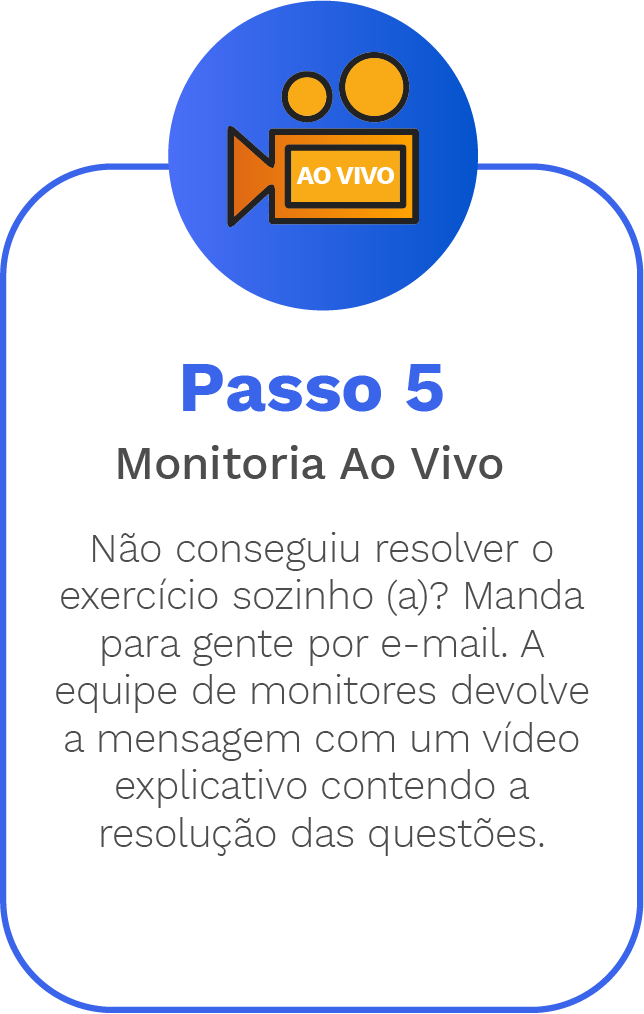 AO VIVO
Passo 5
Monitoria Ao Vivo
Não conseguiu resolver o
exercício sozinho (a)? Manda
para gente por e-mail. A
equipe de monitores devolve
a mensagem com um vídeo
explicativo contendo a
resolução das questões.